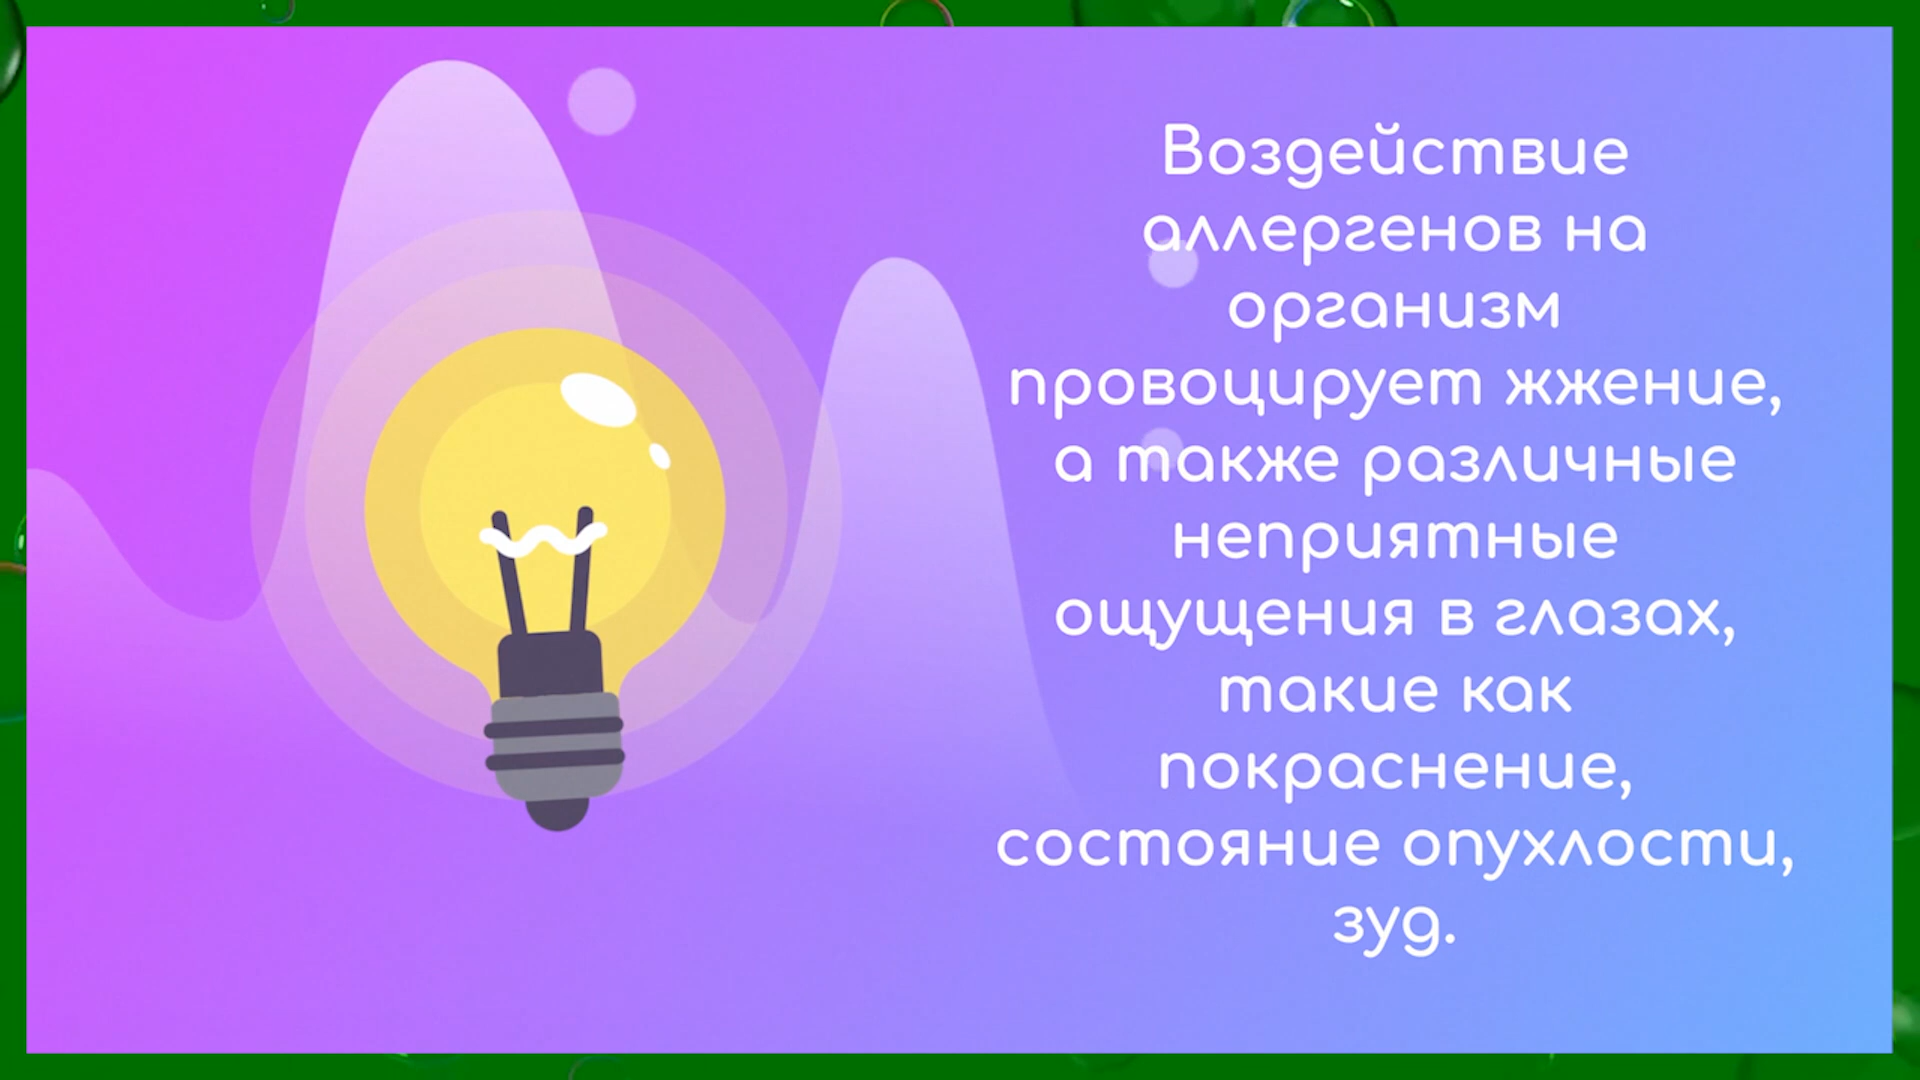 Воздействие
аллергенов на
организм
провоцирует жжение,
а также различные
неприятные
ощущения в глазах,
такие как
покраснение,
состояние опухлости,
зуд.